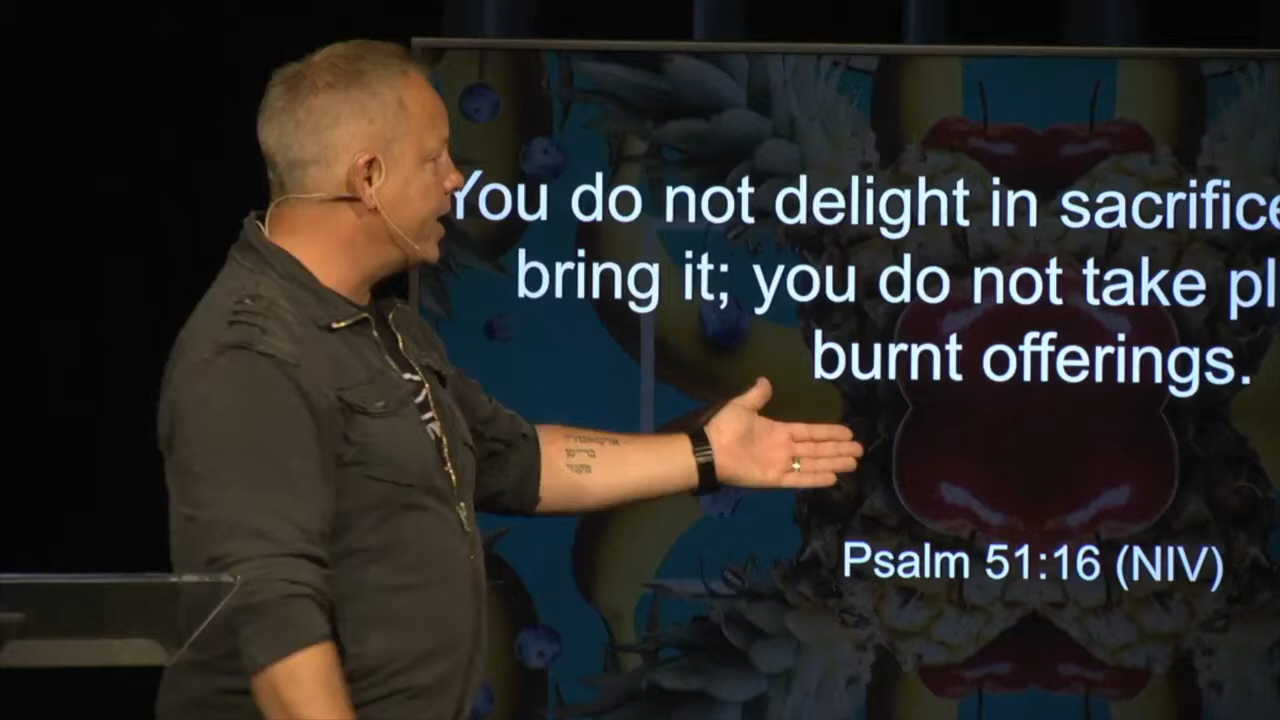 You do not delight in sacrifice
bring it; you do not take pl
burnt offerings.
Psalm 51:16 (NIV)